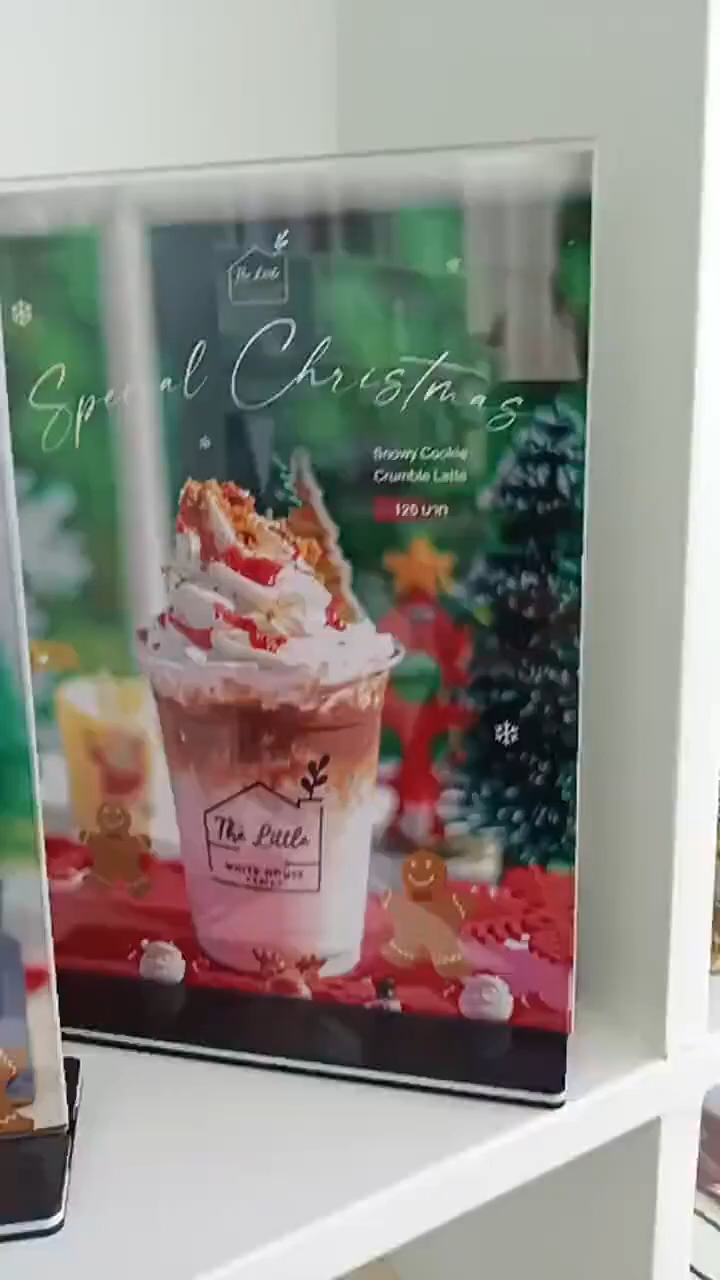 The Little
Special Christmas
Snowy Cookie
Crumble Latte
120 บาท
The Little
WHITE HOUSE